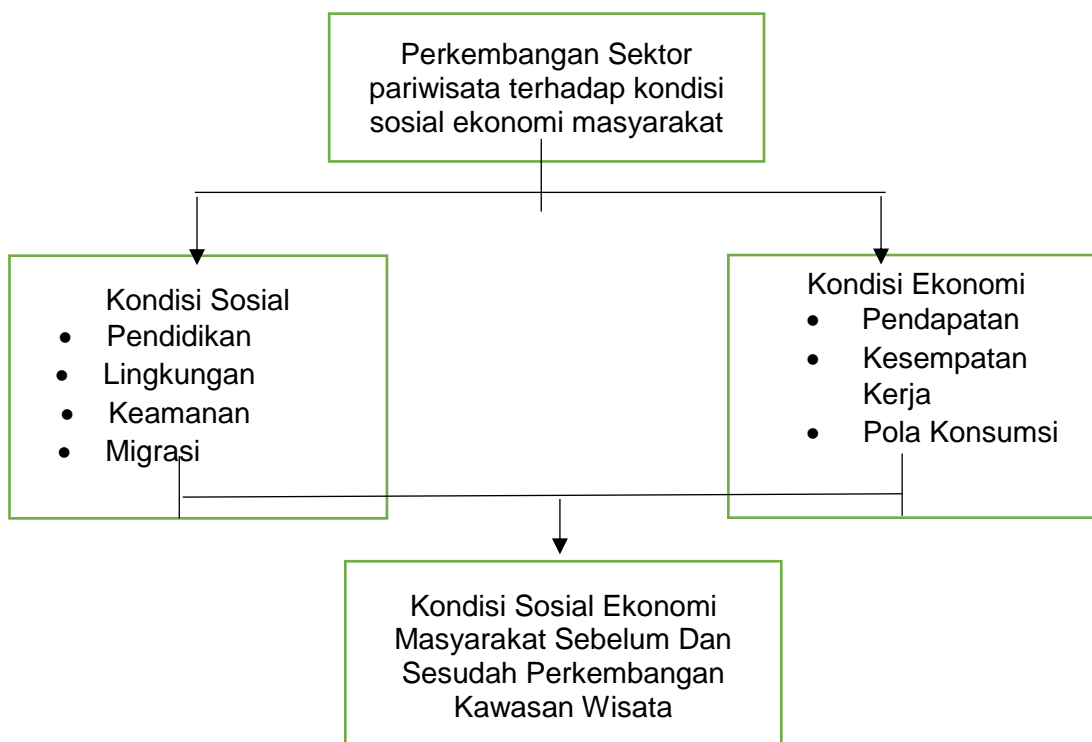 Perkembangan Sektor
pariwisata terhadap kondisi
sosial ekonomi masyarakat
Kondisi Sosial
• Pendidikan
• Lingkungan
• Keamanan
• Migrasi
Kondisi Ekonomi
• Pendapatan
• Kesempatan
Kerja
• Pola Konsumsi
Kondisi Sosial Ekonomi
Masyarakat Sebelum Dan
Sesudah Perkembangan
Kawasan Wisata